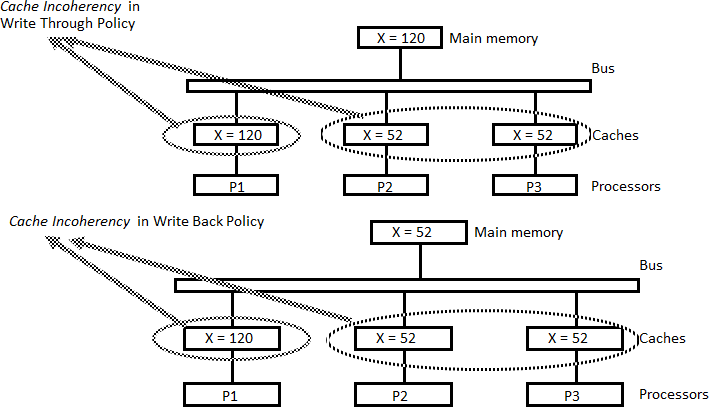 Cache Incoherency in
Write Through Policy
X = 120 Main memory
Bus
X = 120 X = 52 X = 52 Caches
P1 P2 P3 Processors
Cache Incoherency in Write Back Policy
X = 52 Main memory
Bus
X = 120 X = 52 X = 52 Caches
P1 P2 P3 Processors